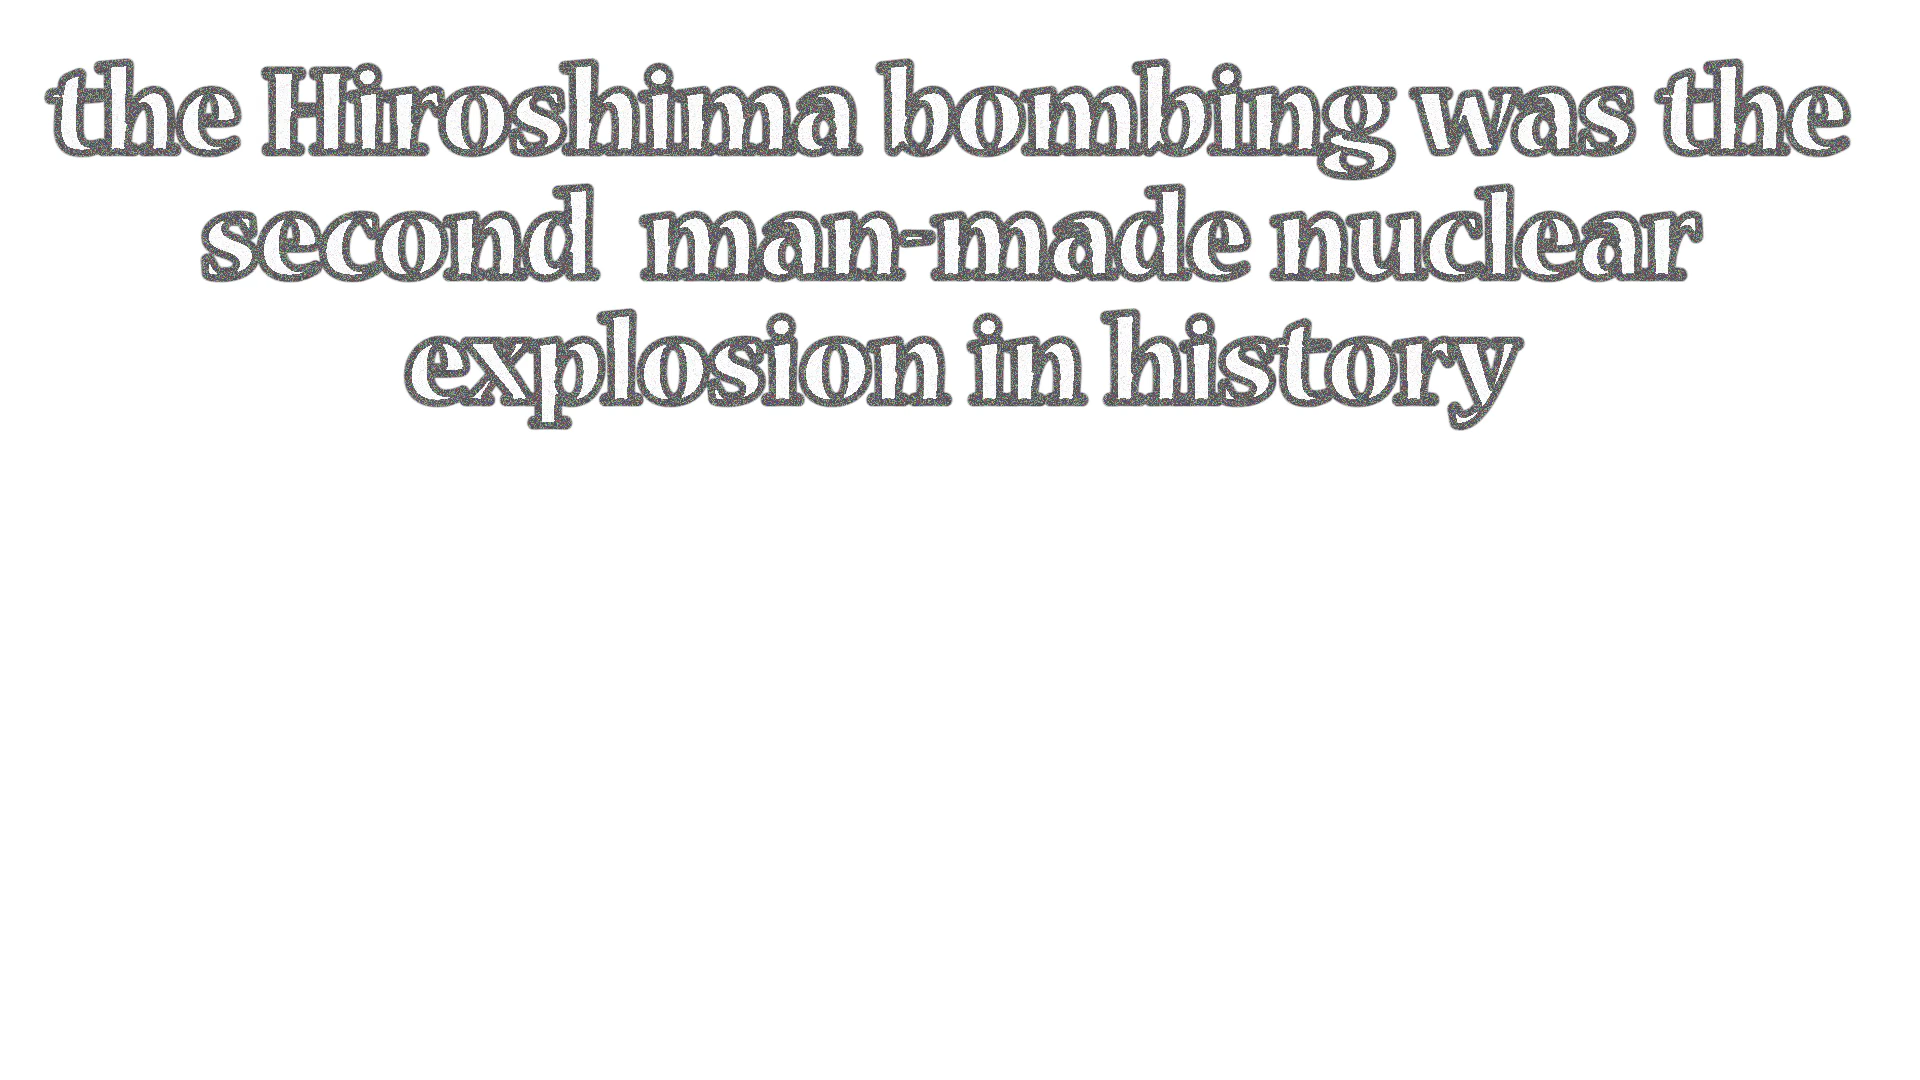 the Hiroshima bombing was the
second  man-made nuclear
explosion in history